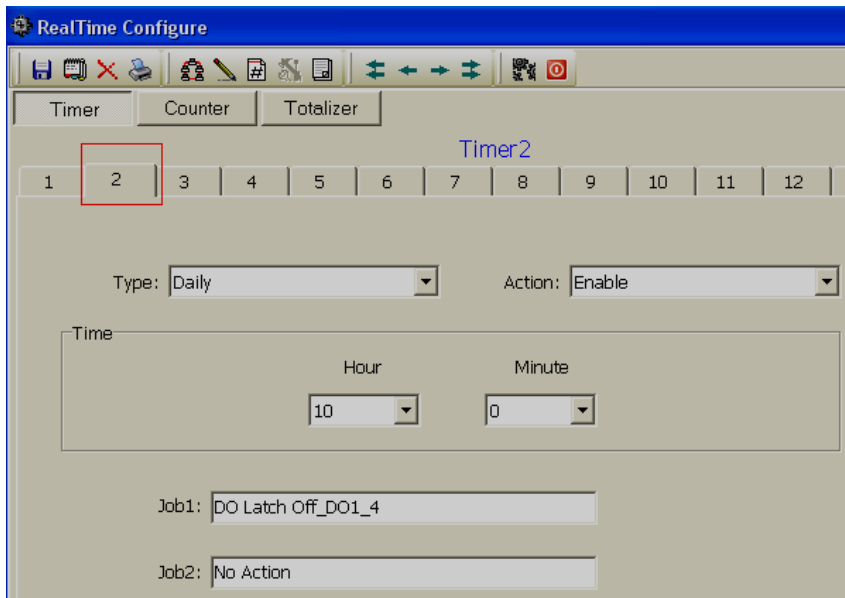 RealTime Configure
Timer Counter Totalizer
Timer2
1 2 3 4 5 6 7 8 9 10 11 12
Type: Daily Action: Enable
Time
Hour Minute
10 0
Job1: DO Latch Off_DO1_4
Job2: No Action